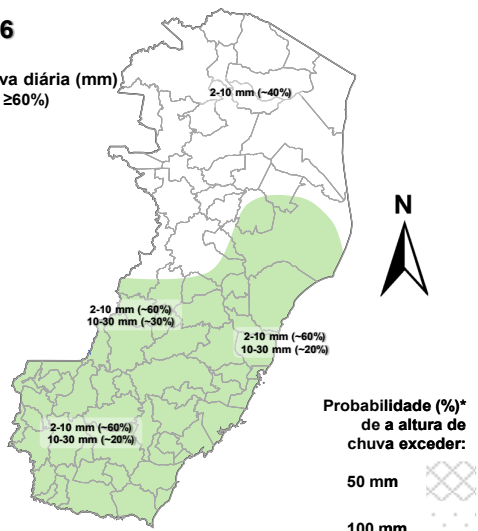 6
va diária (mm)
≥60%)
2-10 mm (~40%)
N
2-10 mm (~60%)
10-30 mm (~30%)
2-10 mm (~60%)
10-30 mm (~20%)
Probabilidade (%)*
de a altura de
chuva exceder:
2-10 mm (~60%)
10-30 mm (~20%)
50 mm
100 mm